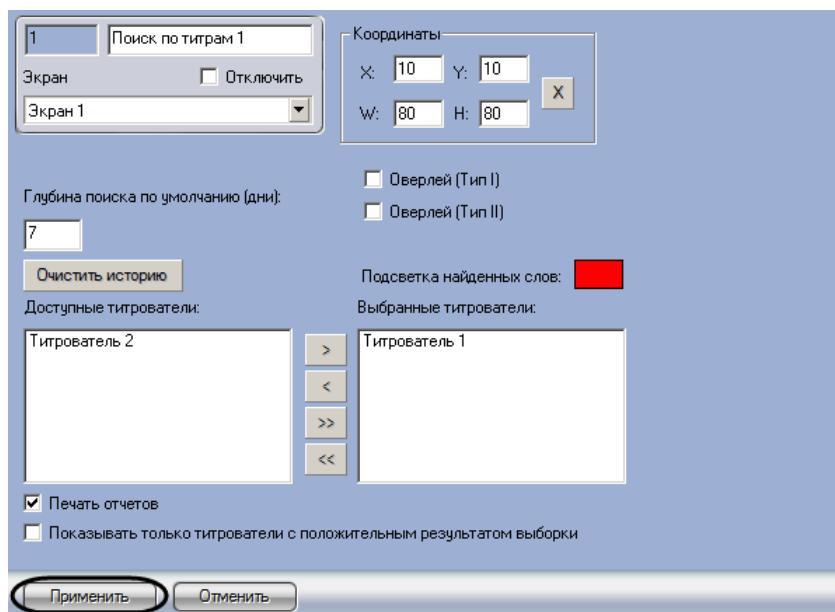 1
Поиск по титрам 1
Экран
Отключить
Экран 1
Координаты
X: 10 Y: 10
W: 80 H: 80
X
Оверлей (Тип I)
Оверлей (Тип II)
Глубина поиска по умолчанию (дни):
7
Очистить историю
Подсветка найденных слов:
Доступные титрователи:
Выбранные титрователи:
Титрователь 2
Титрователь 1
>
<
>>
<<
Печать отчетов
Показывать только титрователи с положительным результатом выборки
Применить
Отменить